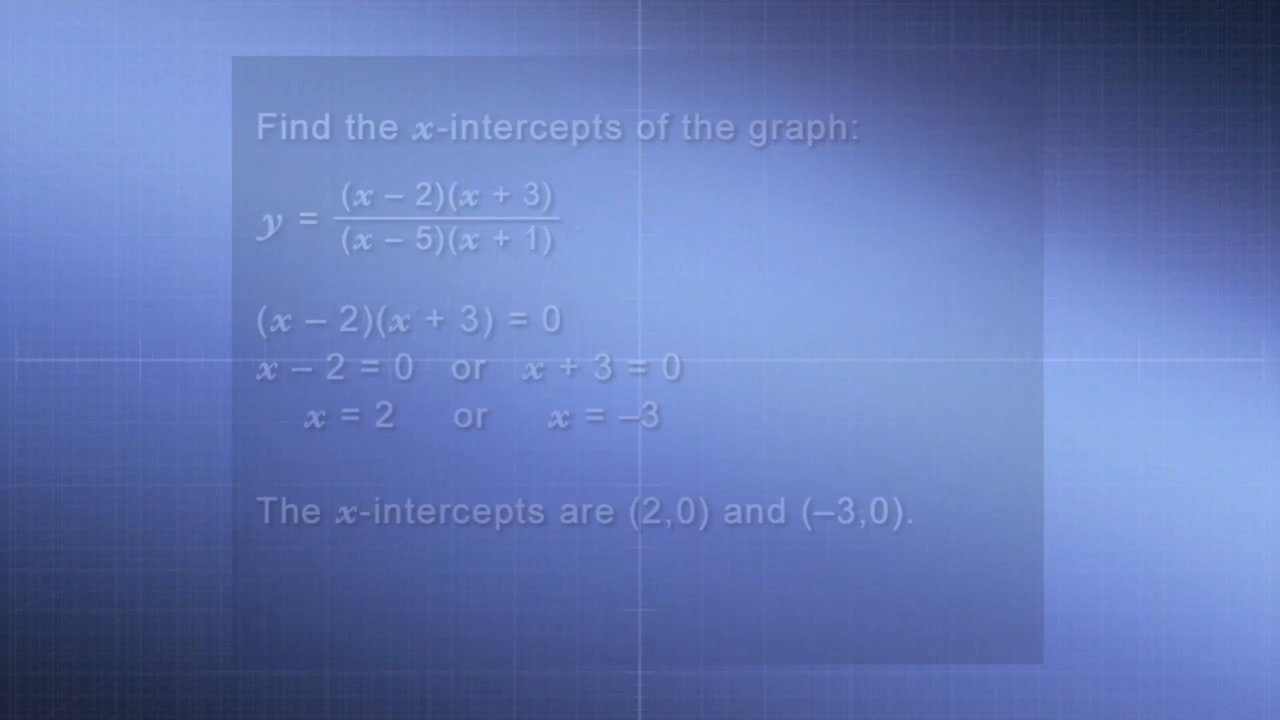 Find the x-intercepts of the graph:
y = (x – 2)(x + 3) / (x – 5)(x + 1)
(x – 2)(x + 3) = 0
x – 2 = 0 or x + 3 = 0
x = 2 or x = –3
The x-intercepts are (2,0) and (–3,0).